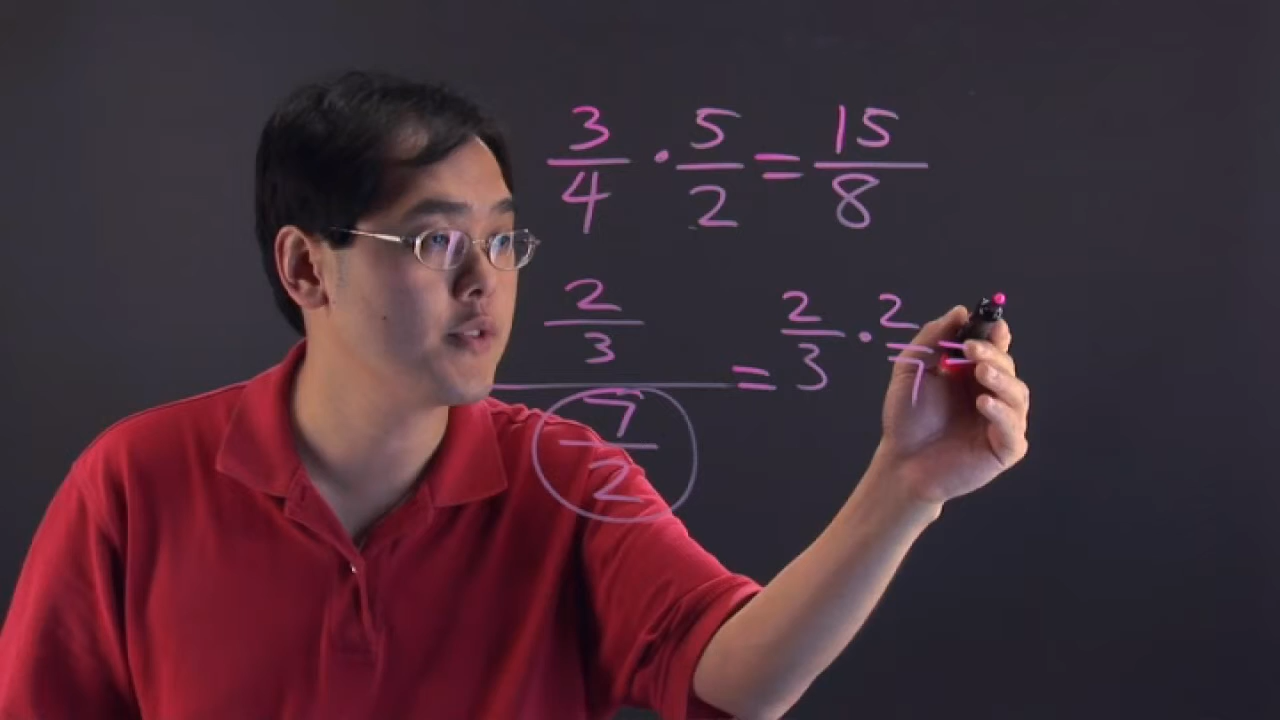 3/4 · 5/2 = 15/8
2/3 / 7/2 = 2/3 · 2/7 =